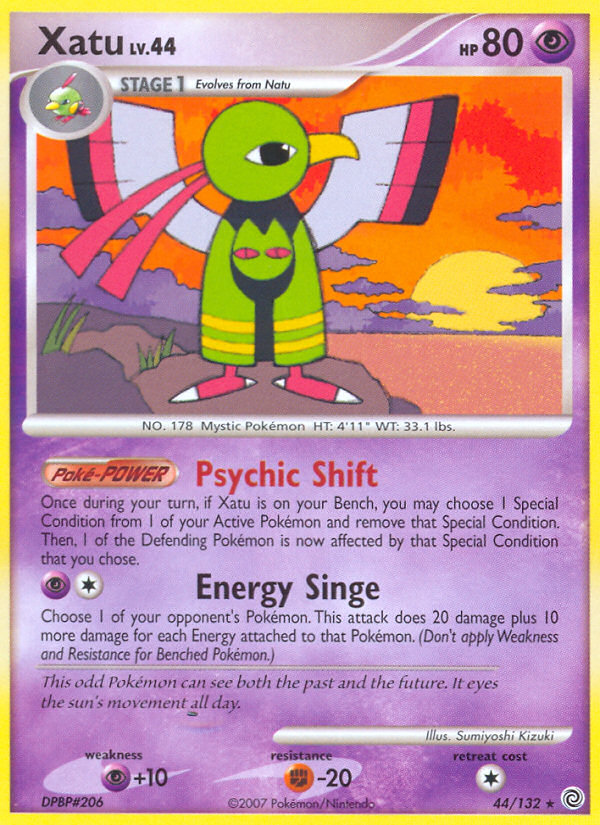 Xatu LV.44 HP 80
STAGE 1 Evolves from Natu
NO. 178 Mystic Pokémon HT: 4'11" WT: 33.1 lbs.
Poké-POWER Psychic Shift
Once during your turn, if Xatu is on your Bench, you may choose 1 Special
Condition from 1 of your Active Pokémon and remove that Special Condition.
Then, 1 of the Defending Pokémon is now affected by that Special Condition
that you chose.
Energy Singe
Choose 1 of your opponent's Pokémon. This attack does 20 damage plus 10
more damage for each Energy attached to that Pokémon. (Don't apply Weakness
and Resistance for Benched Pokémon.)
This odd Pokémon can see both the past and the future. It eyes
the sun's movement all day.
Illus. Sumiyoshi Kizuki
weakness resistance retreat cost
+10 -20
DPBP#206 ©2007 Pokémon/Nintendo 44/132 ★